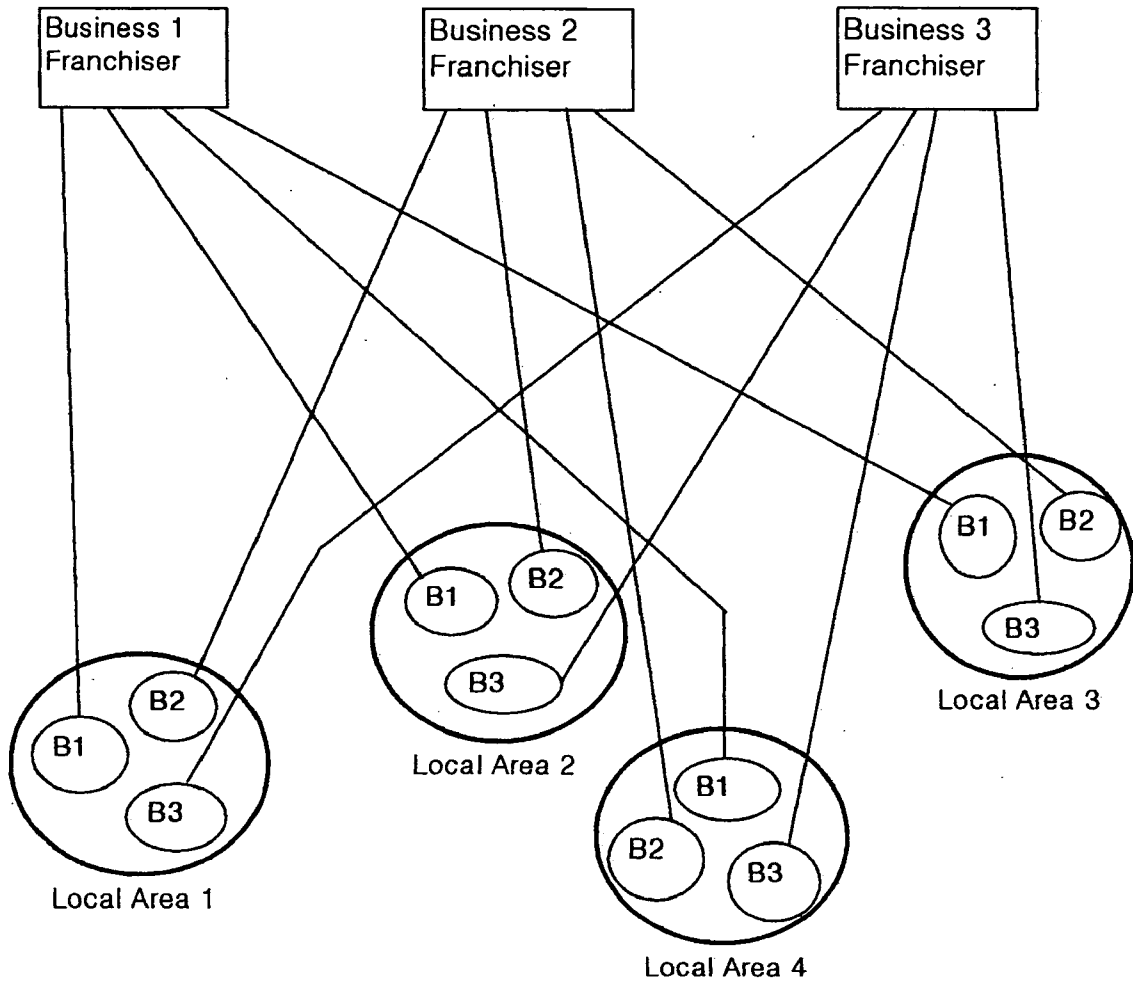 Business 1
Franchiser
Business 2
Franchiser
Business 3
Franchiser
B1
B2
B3
Local Area 3
B1
B2
B3
Local Area 2
B1
B2
B3
Local Area 1
B1
B2
B3
Local Area 4